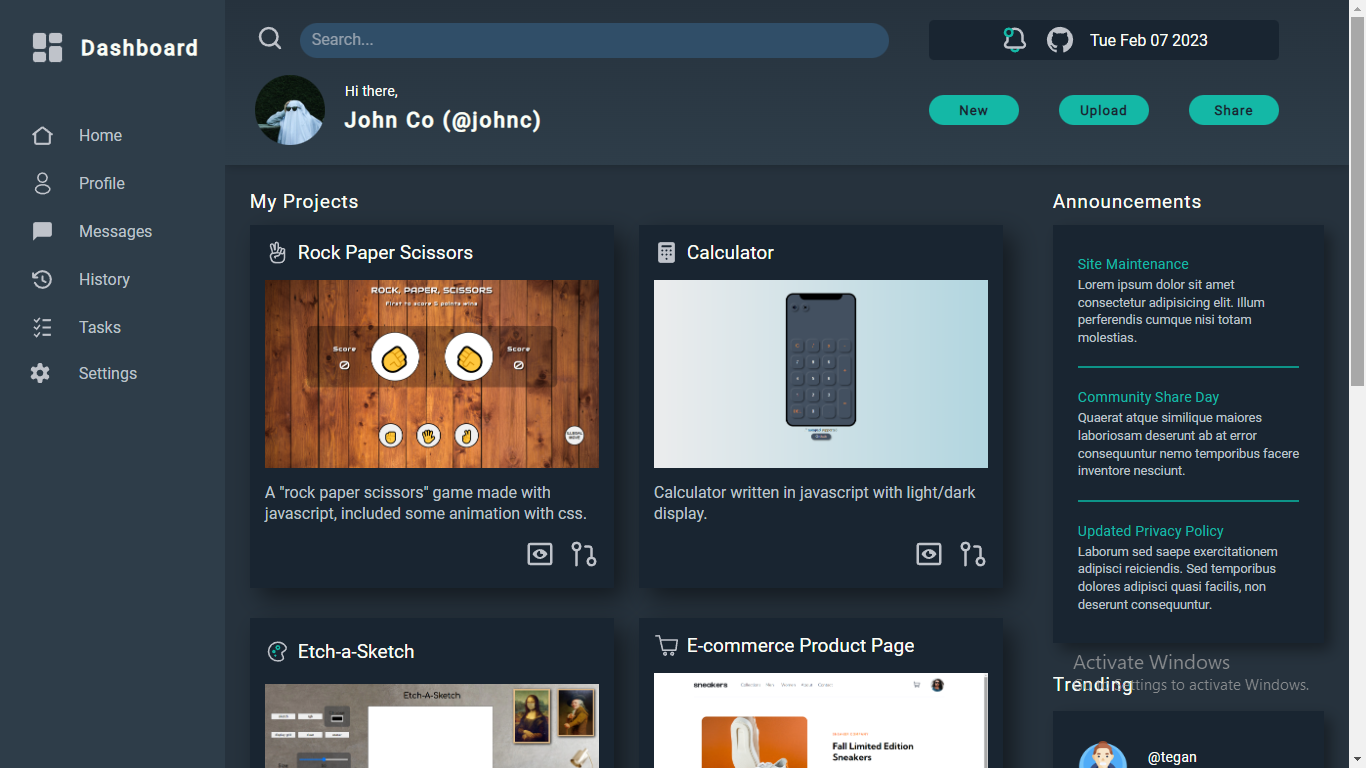 Dashboard
Home
Profile
Messages
History
Tasks
Settings
Search...
Tue Feb 07 2023
Hi there,
John Co (@johnc)
New
Upload
Share
My Projects
Rock Paper Scissors
ROCK, PAPER, SCISSORS
First to score 5 points wins
Score
Score
A "rock paper scissors" game made with
javascript, included some animation with css.
Calculator
Calculator written in javascript with light/dark
display.
Etch-a-Sketch
Etch-A-Sketch
E-commerce Product Page
sneakers
Collections Men Women About Contact
Fall Limited Edition
Sneakers
Announcements
Site Maintenance
Lorem ipsum dolor sit amet
consectetur adipisicing elit. Illum
perferendis cumque nisi totam
molestias.
Community Share Day
Quaerat atque similique maiores
laboriosam deserunt ab at error
consequuntur nemo temporibus facere
inventore nesciunt.
Updated Privacy Policy
Laborum sed saepe exercitationem
adipisci reiciendis. Sed temporibus
dolores adipisci quasi facilis, non
deserunt consequuntur.
Activate Windows
Go to Settings to activate Windows.
Trending
@tegan